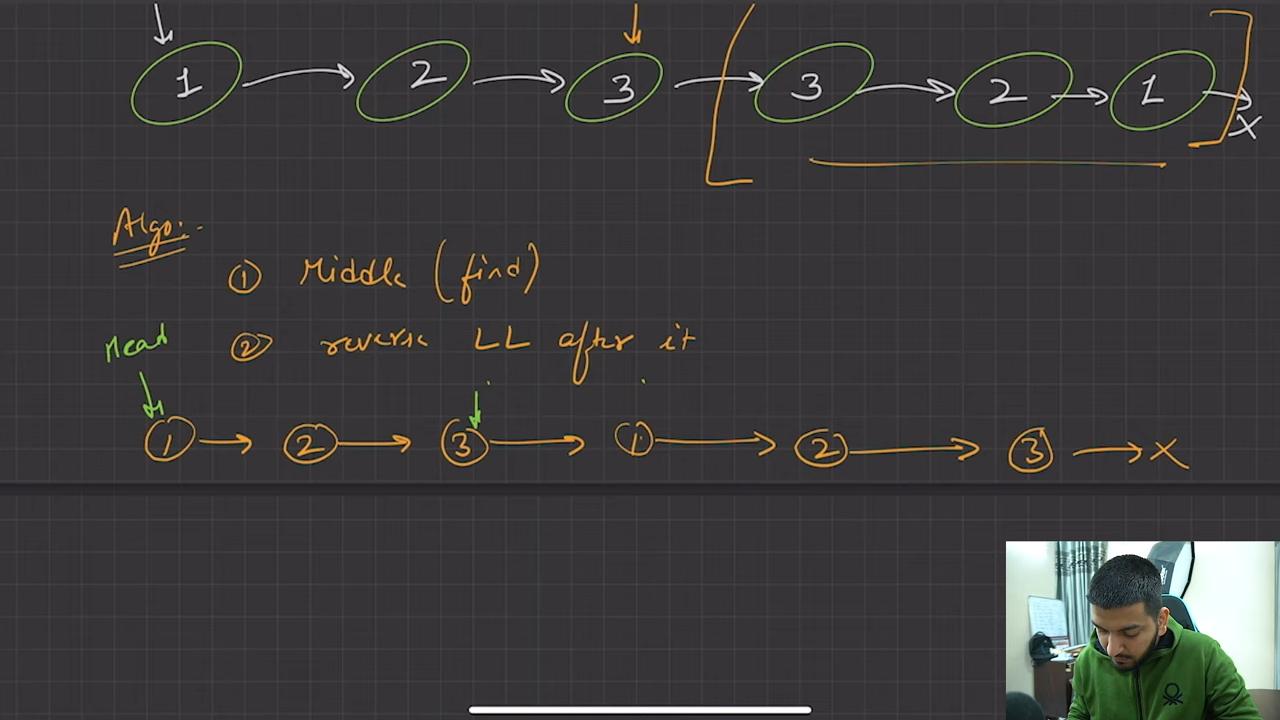 1 2 3 3 2 1 X
Algo:-
① Middle (find)
② reverse LL after it
Head
① ② ③ ① ② ③ X